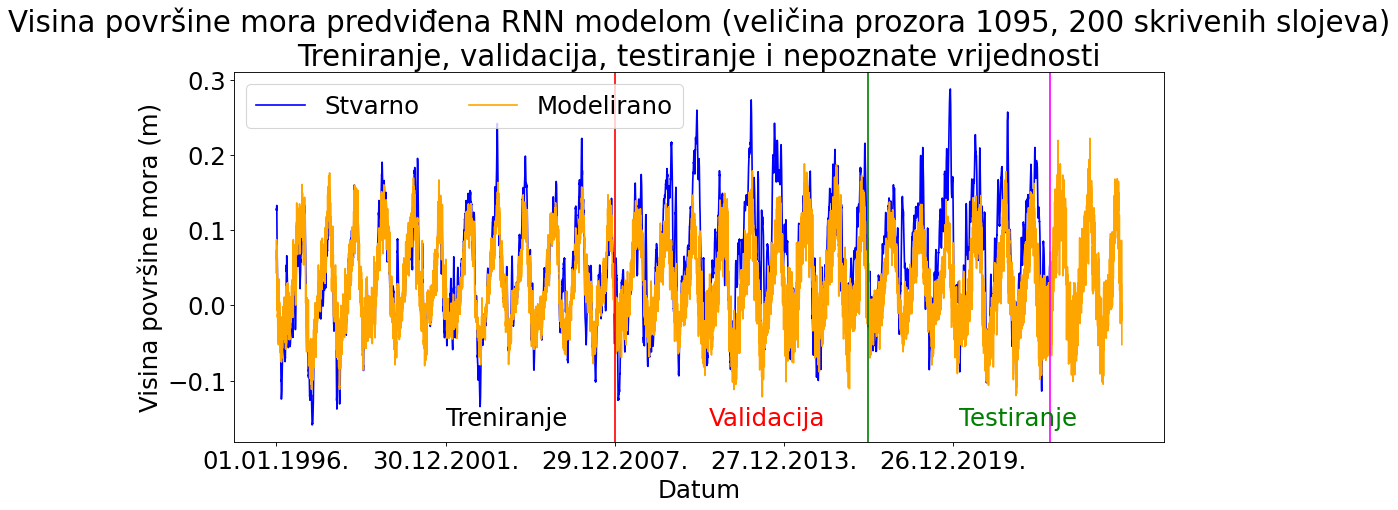 Visina površine mora predviđena RNN modelom (veličina prozora 1095, 200 skrivenih slojeva)
Treniranje, validacija, testiranje i nepoznate vrijednosti
Stvarno
Modelirano
Visina površine mora (m)
0.3
0.2
0.1
0.0
−0.1
Treniranje
Validacija
Testiranje
01.01.1996.
30.12.2001.
29.12.2007.
27.12.2013.
26.12.2019.
Datum